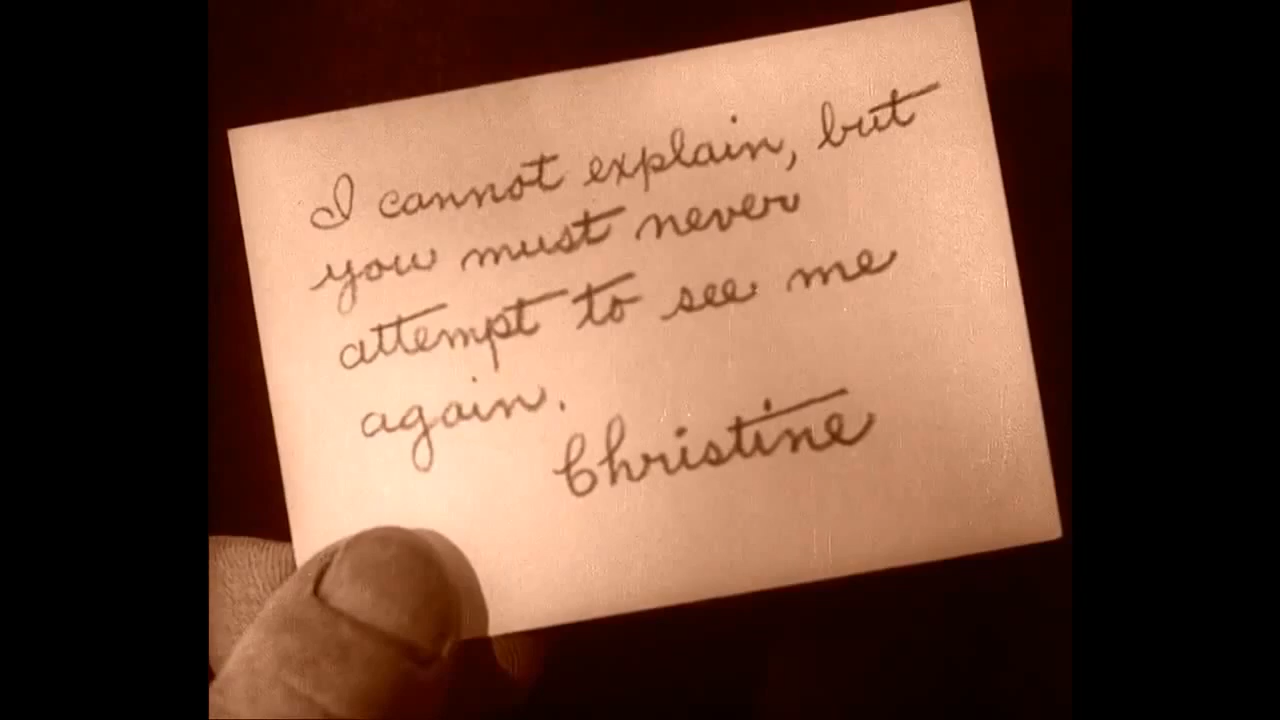 I cannot explain, but
you must never
attempt to see me
again.
Christine